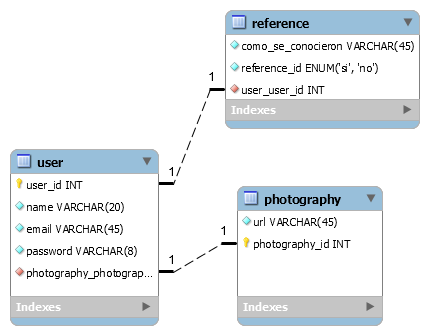 reference
como_se_conocieron VARCHAR(45)
reference_id ENUM('si', 'no')
user_user_id INT
Indexes
1
1
user
user_id INT
name VARCHAR(20)
email VARCHAR(45)
password VARCHAR(8)
photography_photograp...
Indexes
1
1
photography
url VARCHAR(45)
photography_id INT
Indexes